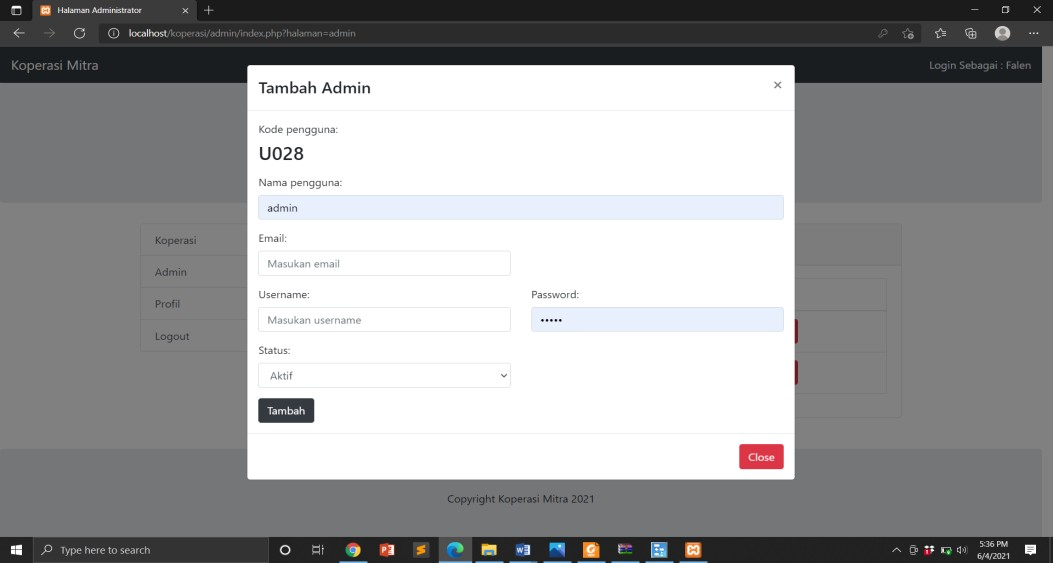 Halaman Administrator
localhost/koperasi/admin/index.php?halaman=admin
Koperasi Mitra
Login Sebagai : Falen
Tambah Admin
×
Kode pengguna:
U028
Nama pengguna:
admin
Koperasi
Admin
Profil
Logout
Email:
Masukan email
Username:
Password:
Masukan username
•••••
Status:
Aktif
Tambah
Close
Copyright Koperasi Mitra 2021
Type here to search
5:36 PM
6/4/2021